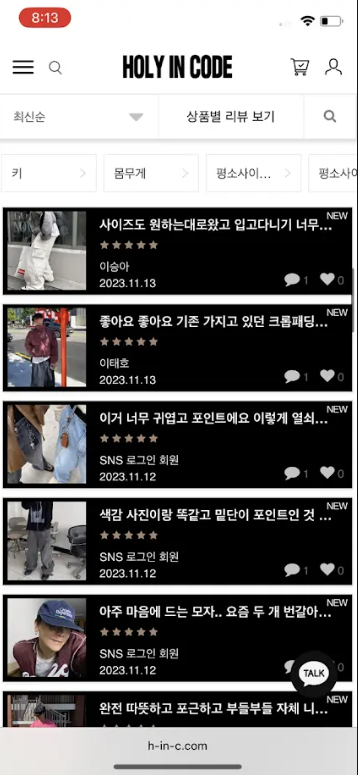 8:13
HOLY IN CODE
최신순
상품별 리뷰 보기
키
몸무게
평소사이...
평소사이
NEW
사이즈도 원하는대로왔고 입고다니기 너무...
이승아
2023.11.13
1
0
NEW
좋아요 좋아요 기존 가지고 있던 크롬패딩...
이태호
2023.11.13
1
0
NEW
이거 너무 귀엽고 포인트에요 이렇게 열쇠...
SNS 로그인 회원
2023.11.12
1
0
NEW
색감 사진이랑 똑같고 밑단이 포인트인 것 ...
SNS 로그인 회원
2023.11.12
1
0
NEW
아주 마음에 드는 모자.. 요즘 두 개 번갈아...
SNS 로그인 회원
2023.11.12
0
TALK
NEW
완전 따뜻하고 포근하고 부들부들 자체 니...
h-in-c.com